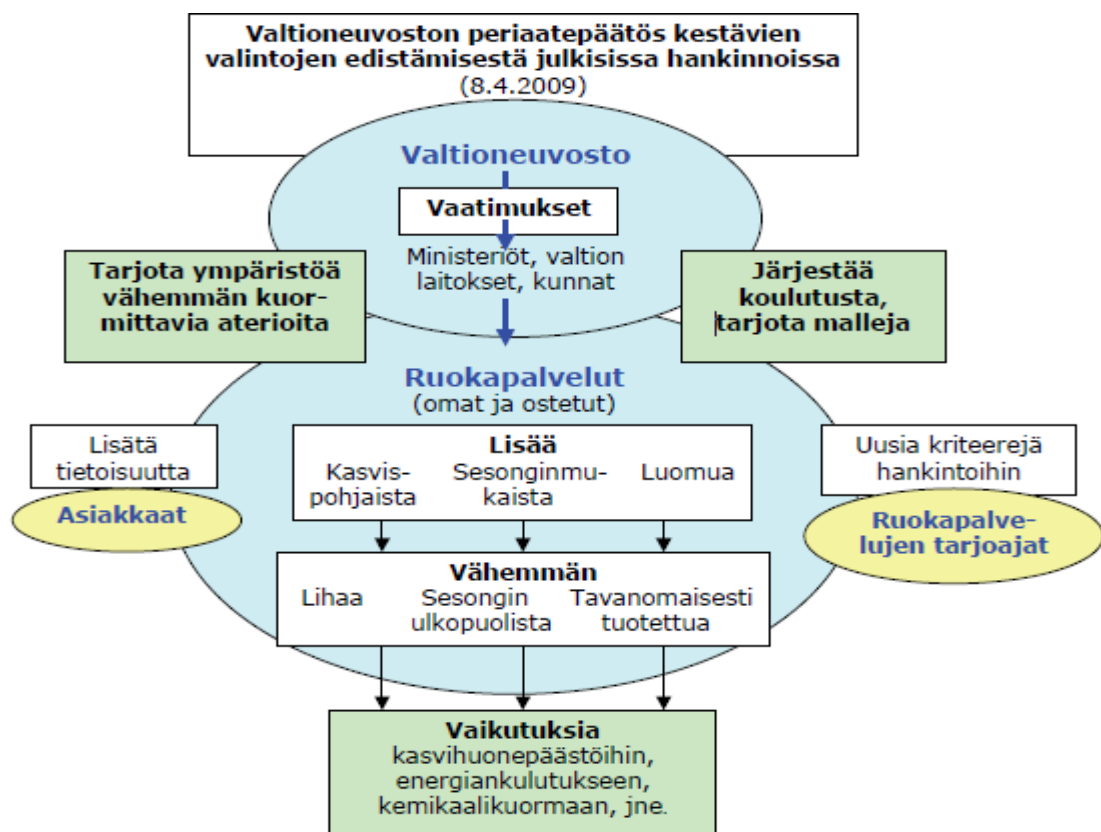 Valtioneuvoston periaatepäätös kestävien
valintojen edistämisestä julkisissa hankinnoissa
(8.4.2009)
Valtioneuvosto
Vaatimukset
Ministeriöt, valtion
laitokset, kunnat
Tarjota ympäristöä
vähemmän kuor-
mittavia aterioita
Järjestää
koulutusta,
tarjota malleja
Ruokapalvelut
(omat ja ostetut)
Lisätä
tietoisuutta
Asiakkaat
Lisää
Kasvis-
pohjaista
Sesonginmu-
kaista
Luomua
Uusia kriteerejä
hankintoihin
Ruokapalve-
lujen tarjoajat
Vähemmän
Lihaa
Sesongin
ulkopuolista
Tavanomaisesti
tuotettua
Vaikutuksia
kasvihuonepäästöihin,
energiankulutukseen,
kemikaalikuormaan, jne.